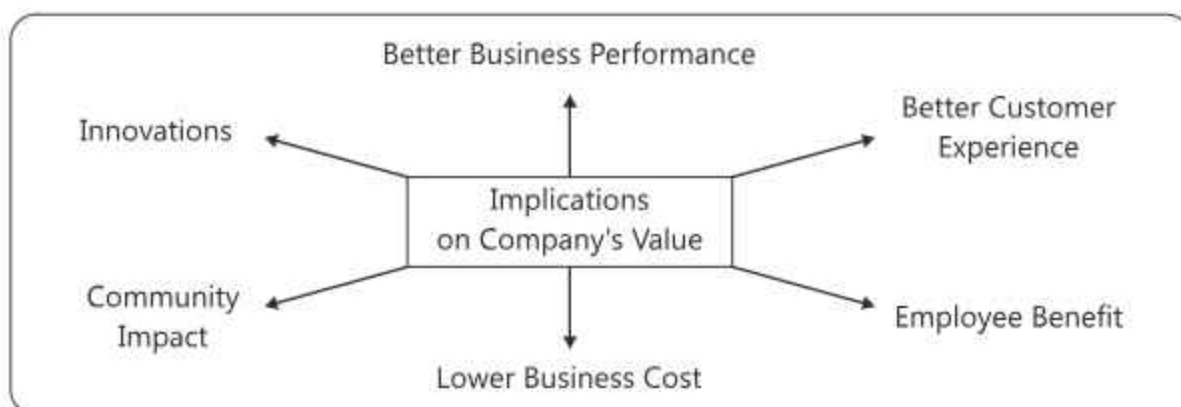 Better Business Performance
Innovations
Better Customer
Experience
Implications
on Company's Value
Community
Impact
Employee Benefit
Lower Business Cost